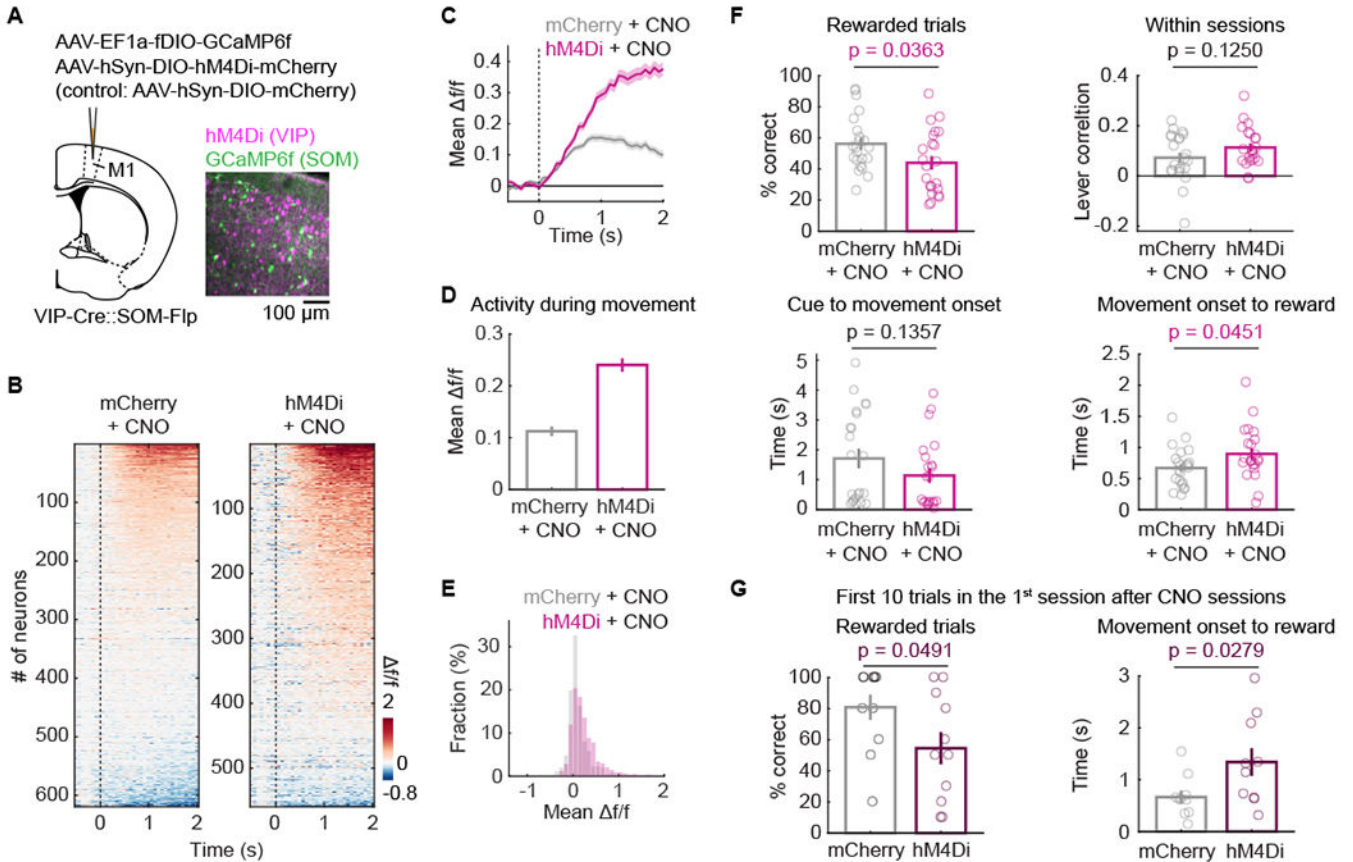 A
AAV-EF1a-fDIO-GCaMP6f
AAV-hSyn-DIO-hM4Di-mCherry
(control: AAV-hSyn-DIO-mCherry)
hM4Di (VIP)
GCaMP6f (SOM)
M1
VIP-Cre::SOM-Flp
100 µm
B
mCherry
+ CNO
hM4Di
+ CNO
# of neurons
100
200
300
400
500
600
100
200
300
400
500
Δf/f
2
0
-0.8
0
1
2
0
1
2
Time (s)
C
mCherry + CNO
hM4Di + CNO
Mean Δf/f
0.4
0.3
0.2
0.1
0
0
1
2
Time (s)
D
Activity during movement
Mean Δf/f
0.3
0.2
0.1
0
mCherry
+ CNO
hM4Di
+ CNO
E
mCherry + CNO
hM4Di + CNO
Fraction (%)
30
20
10
0
-1
0
1
2
Mean Δf/f
F
Rewarded trials
p = 0.0363
% correct
100
80
60
40
20
0
mCherry
+ CNO
hM4Di
+ CNO
Within sessions
p = 0.1250
Lever correltion
0.4
0.2
0
-0.2
mCherry
+ CNO
hM4Di
+ CNO
Cue to movement onset
p = 0.1357
Time (s)
5
4
3
2
1
0
mCherry
+ CNO
hM4Di
+ CNO
Movement onset to reward
p = 0.0451
Time (s)
2.5
2
1.5
1
0.5
0
mCherry
+ CNO
hM4Di
+ CNO
G
First 10 trials in the 1st session after CNO sessions
Rewarded trials
p = 0.0491
% correct
100
80
60
40
20
0
mCherry
hM4Di
Movement onset to reward
p = 0.0279
Time (s)
3
2
1
0
mCherry
hM4Di